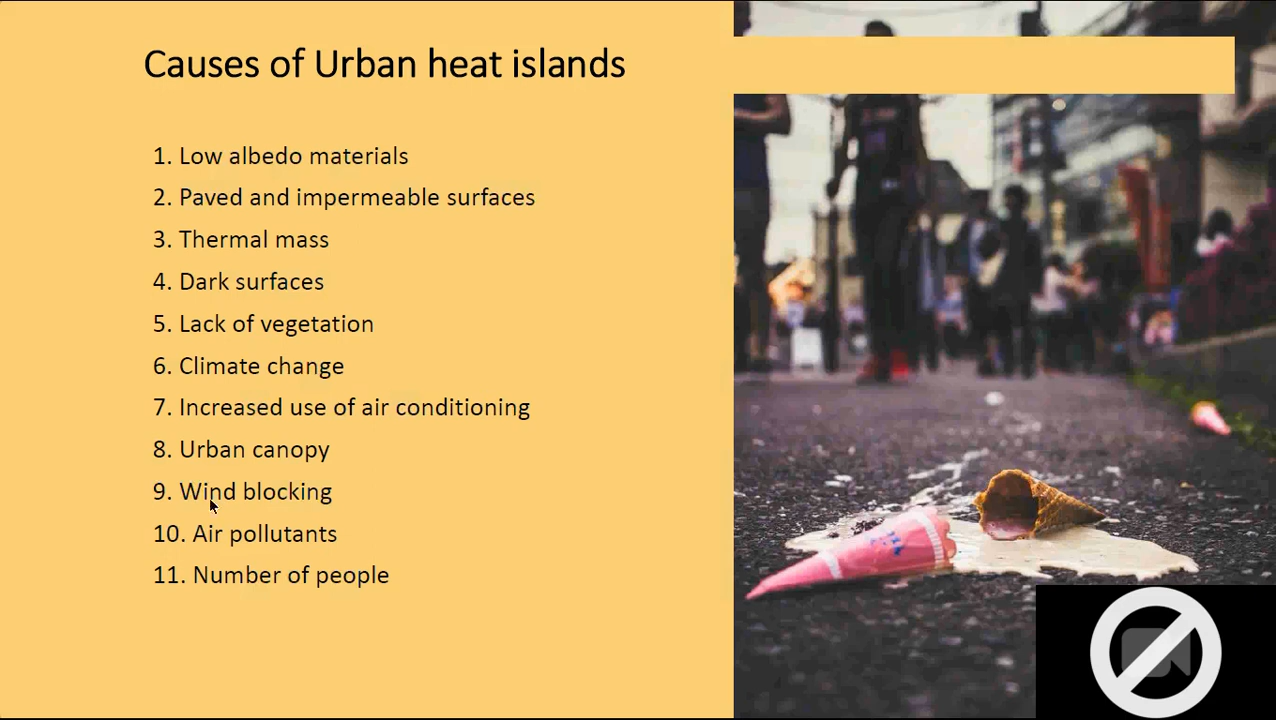 Causes of Urban heat islands
1. Low albedo materials
2. Paved and impermeable surfaces
3. Thermal mass
4. Dark surfaces
5. Lack of vegetation
6. Climate change
7. Increased use of air conditioning
8. Urban canopy
9. Wind blocking
10. Air pollutants
11. Number of people